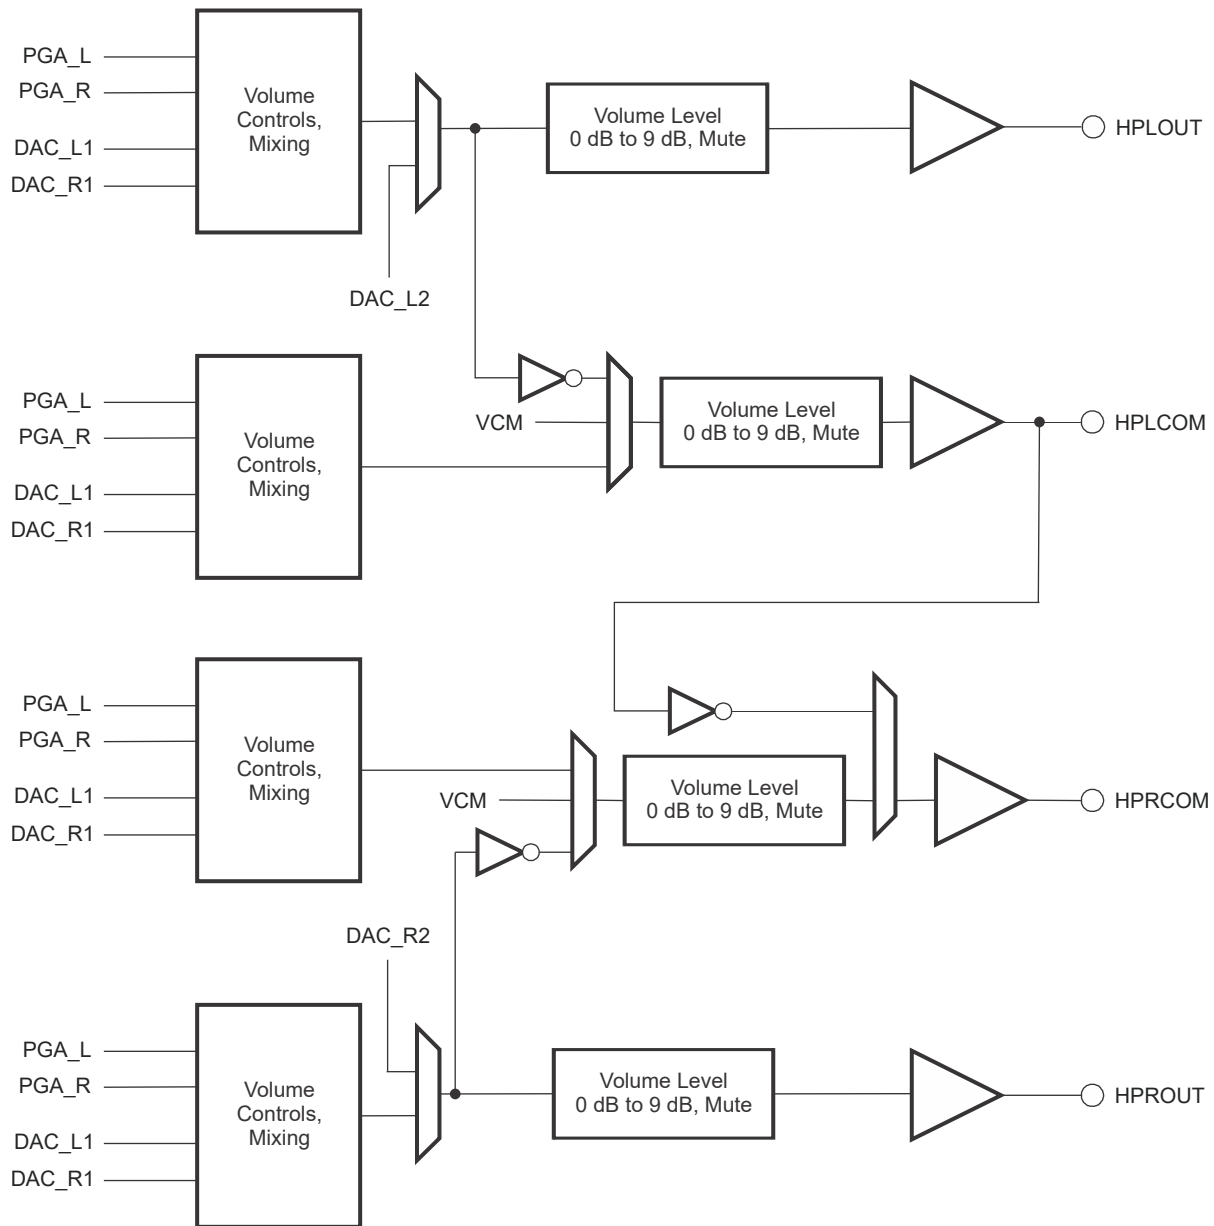 PGA_L
PGA_R
DAC_L1
DAC_R1
Volume
Controls,
Mixing
DAC_L2
Volume Level
0 dB to 9 dB, Mute
HPLOUT
PGA_L
PGA_R
DAC_L1
DAC_R1
Volume
Controls,
Mixing
VCM
Volume Level
0 dB to 9 dB, Mute
HPLCOM
PGA_L
PGA_R
DAC_L1
DAC_R1
Volume
Controls,
Mixing
VCM
Volume Level
0 dB to 9 dB, Mute
HPRCOM
DAC_R2
PGA_L
PGA_R
DAC_L1
DAC_R1
Volume
Controls,
Mixing
Volume Level
0 dB to 9 dB, Mute
HPROUT